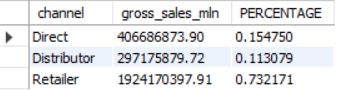 channel gross_sales_mln PERCENTAGE
Direct 406686873.90 0.154750
Distributor 297175879.72 0.113079
Retailer 1924170397.91 0.732171